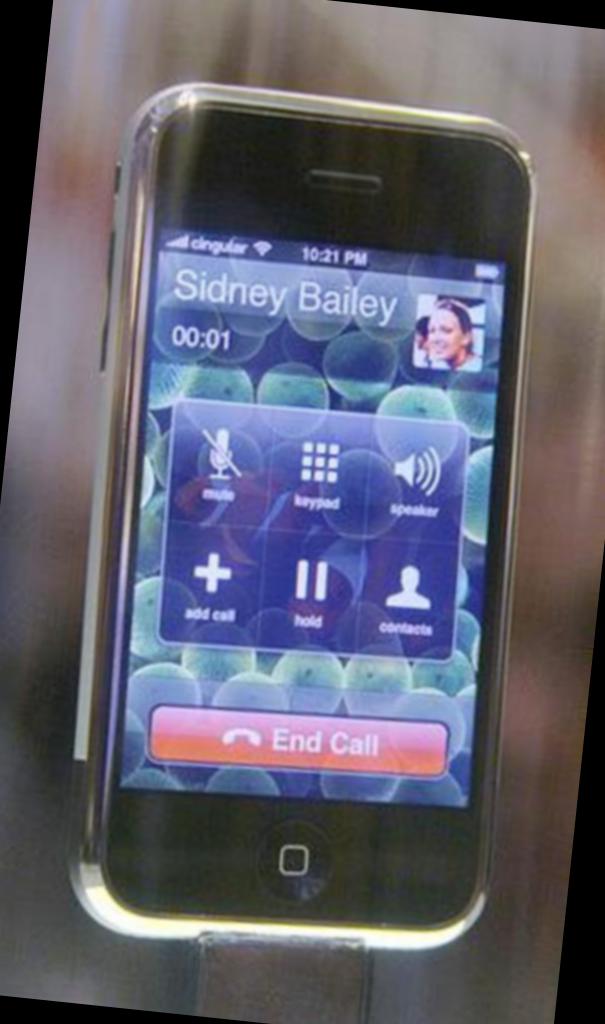 cingular 10:21 PM
Sidney Bailey
00:01
mute keypad speaker
add call hold contacts
End Call